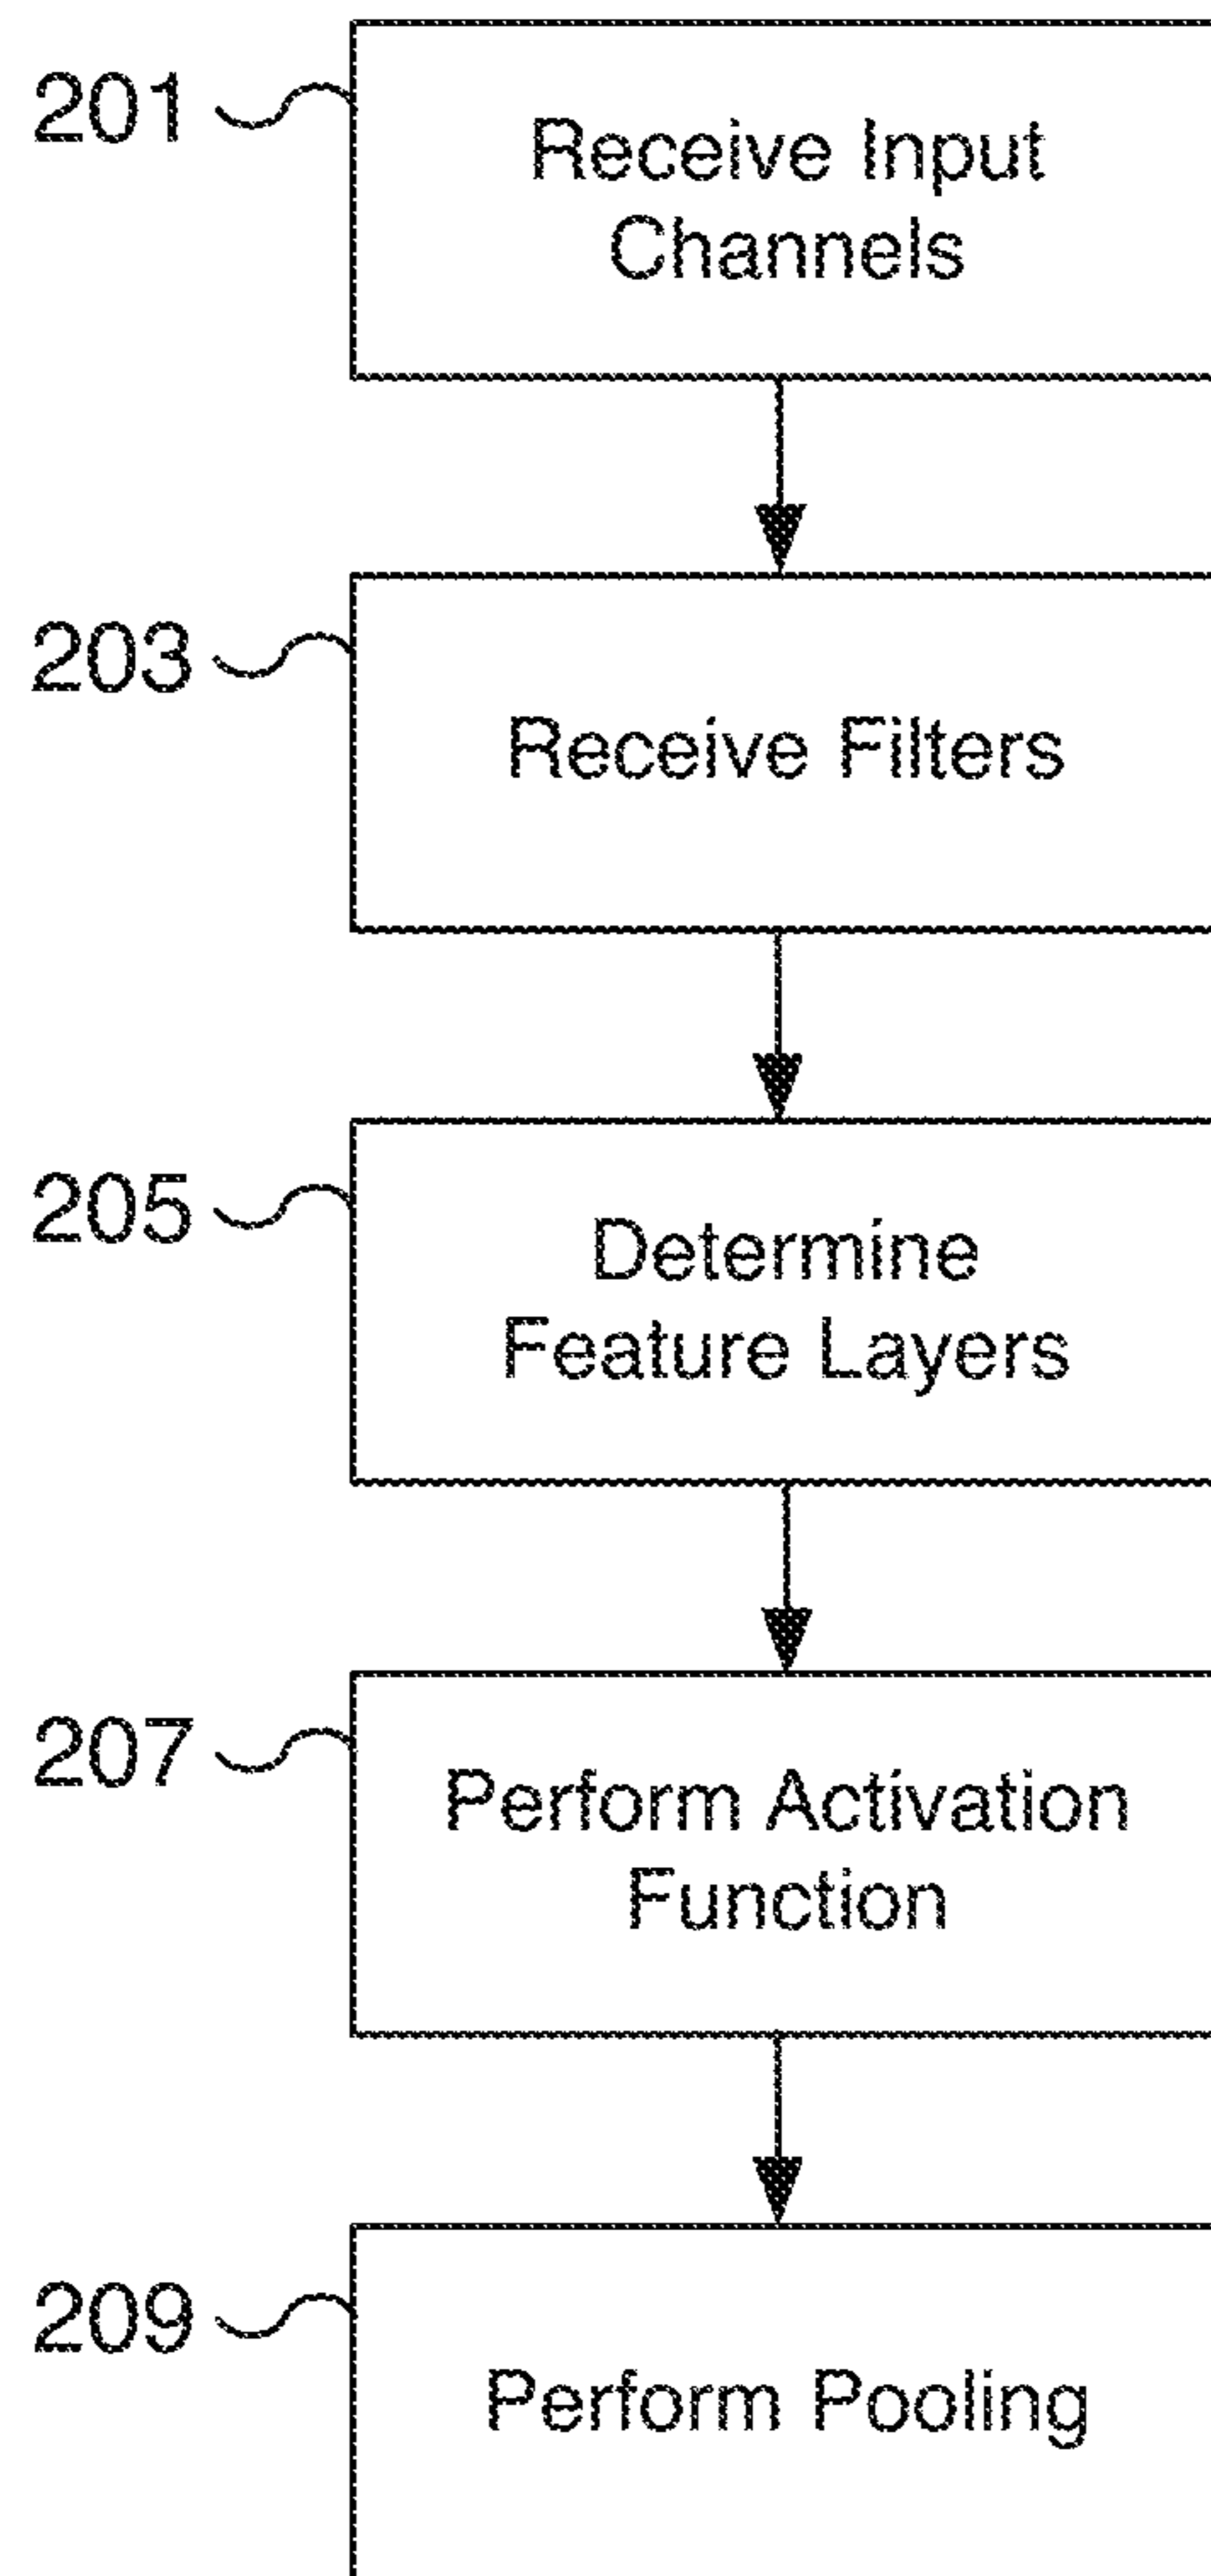 201
Receive Input
Channels
203
Receive Filters
205
Determine
Feature Layers
207
Perform Activation
Function
209
Perform Pooling